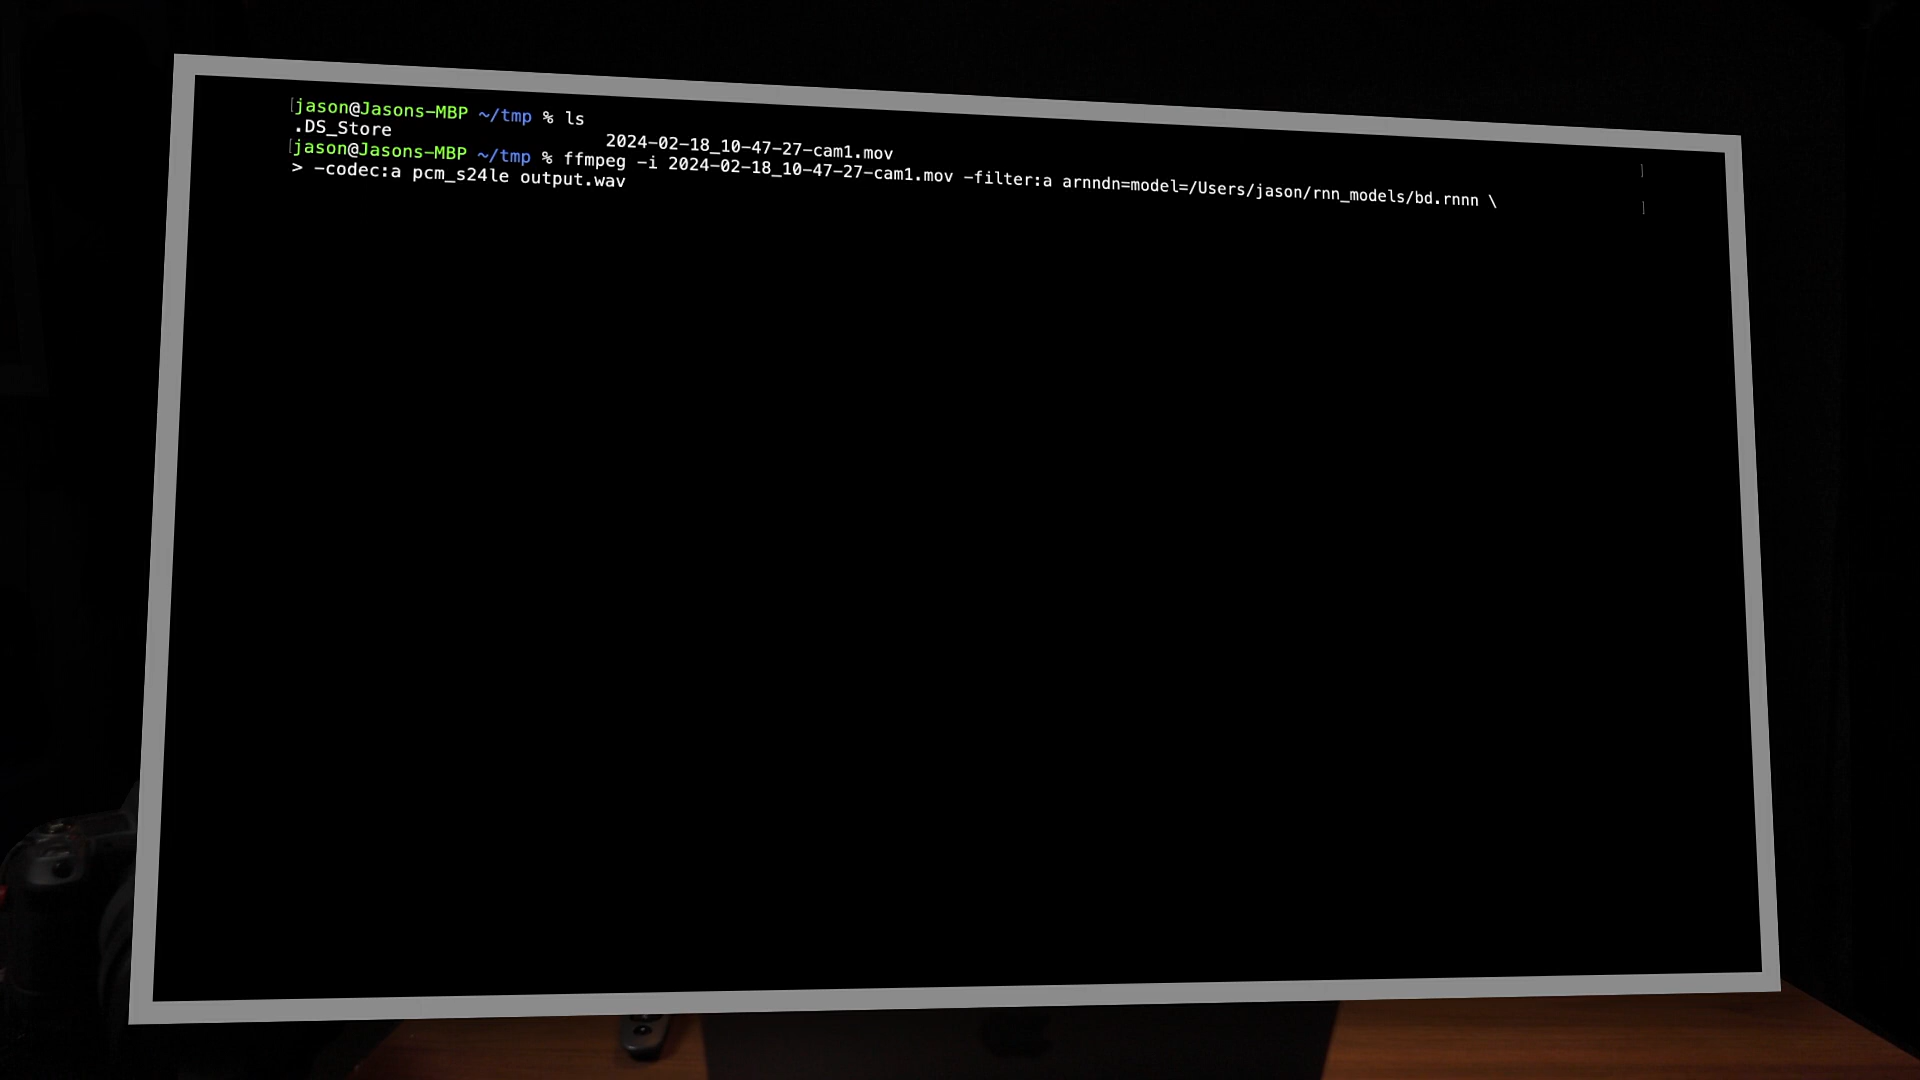 jason@Jasons-MBP ~/tmp % ls
.DS_Store 2024-02-18_10-47-27-cam1.mov
jason@Jasons-MBP ~/tmp % ffmpeg -i 2024-02-18_10-47-27-cam1.mov -filter:a arnndn=model=/Users/jason/rnn_models/bd.rnnn \
> -codec:a pcm_s24le output.wav